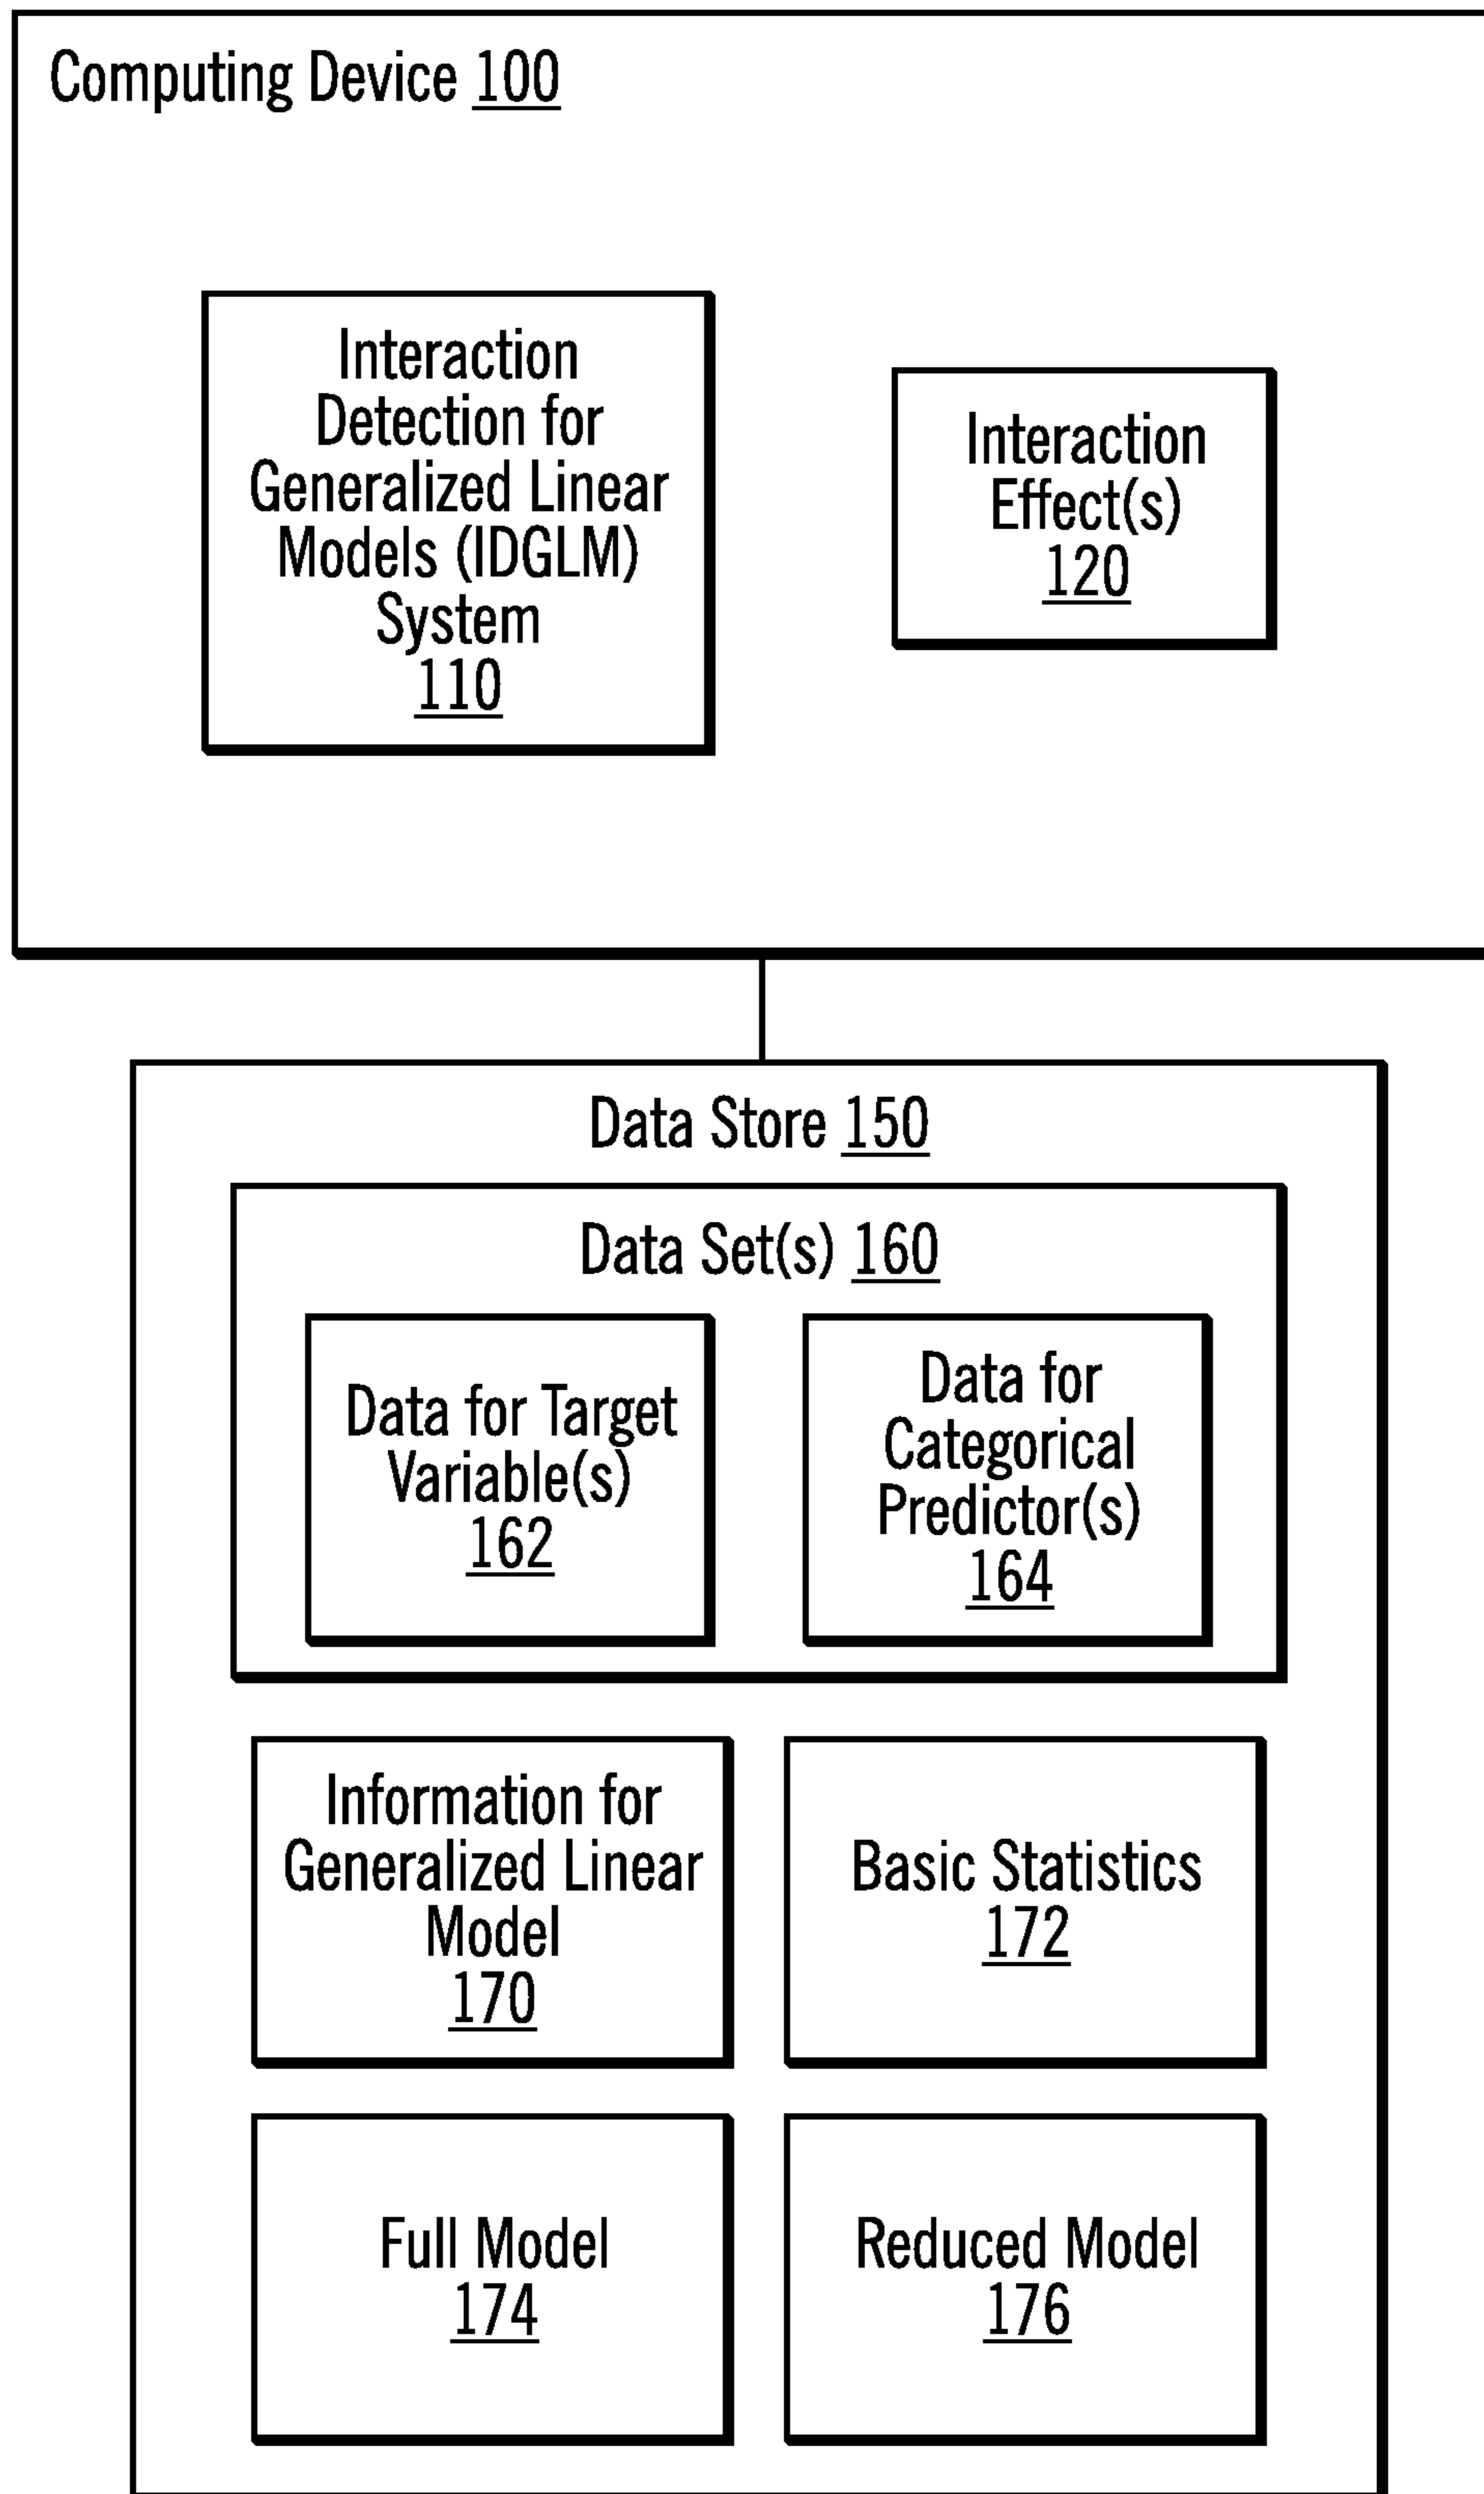 Computing Device 100
Interaction
Detection for
Generalized Linear
Models (IDGLM)
System
110
Interaction
Effect(s)
120
Data Store 150
Data Set(s) 160
Data for Target
Variable(s)
162
Data for
Categorical
Predictor(s)
164
Information for
Generalized Linear
Model
170
Basic Statistics
172
Full Model
174
Reduced Model
176